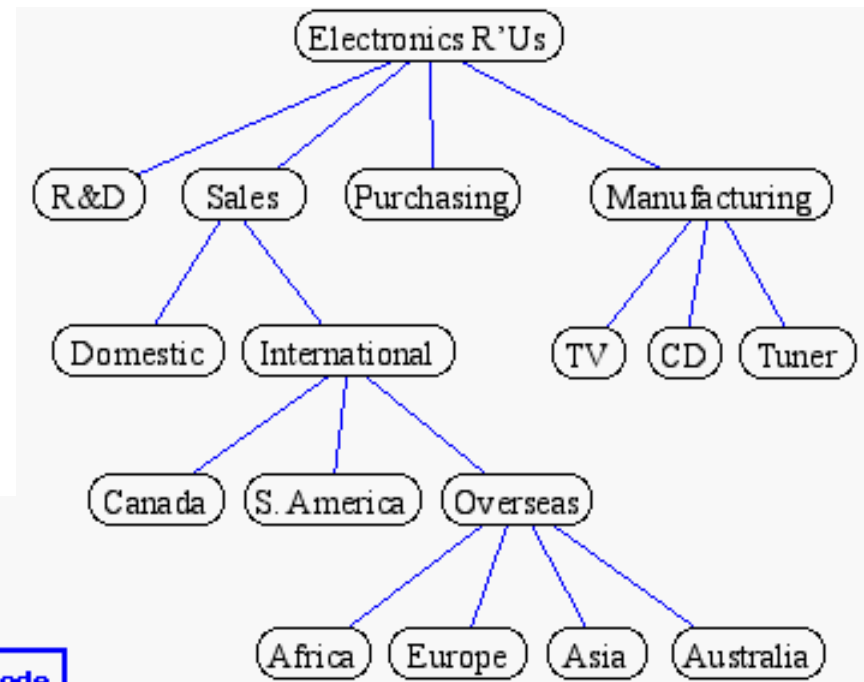 Electronics R'Us
R&D Sales Purchasing Manufacturing
Domestic International TV CD Tuner
Canada S. America Overseas
Africa Europe Asia Australia